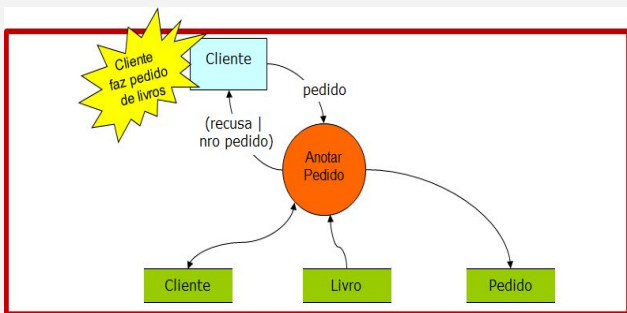 Cliente
faz pedido
de livros
Cliente
pedido
(recusa |
nro pedido)
Anotar
Pedido
Cliente
Livro
Pedido